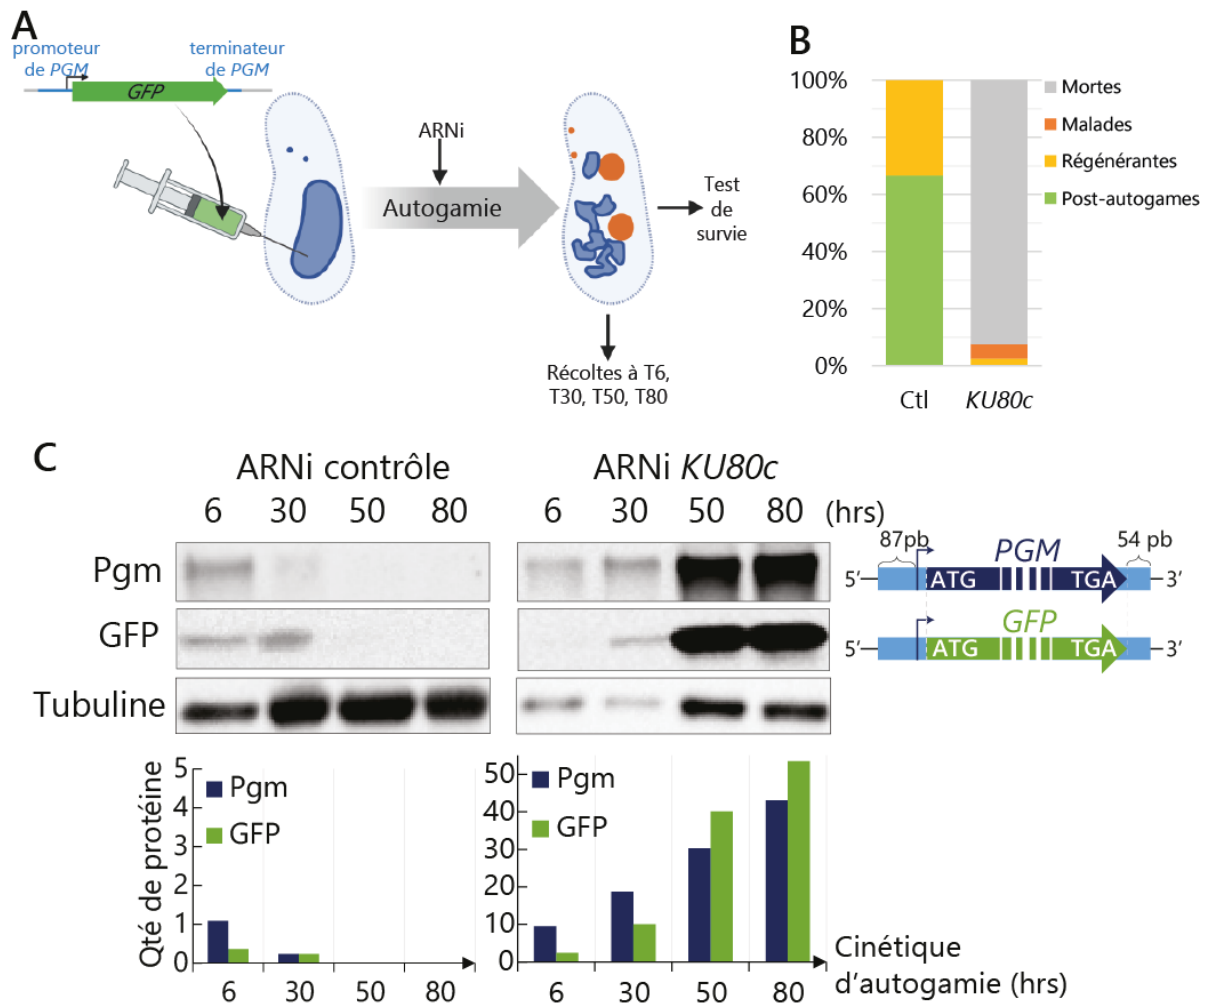 A
promoteur
de PGM
terminateur
de PGM
GFP
ARNi
Autogamie
Test
de
survie
Récoltes à T6,
T30, T50, T80
B
100%
80%
60%
40%
20%
0%
Ctl
KU80c
Mortes
Malades
Régénérantes
Post-autogames
C
ARNi contrôle
ARNi KU80c
6 30 50 80
6 30 50 80 (hrs)
Pgm
GFP
Tubuline
87pb
PGM
54 pb
5’
ATG
TGA
3’
GFP
5’
ATG
TGA
3’
Qté de protéine
5
4
3
2
1
0
Pgm
GFP
6 30 50 80
50
40
30
20
10
0
Pgm
GFP
6 30 50 80
Cinétique
d’autogamie (hrs)